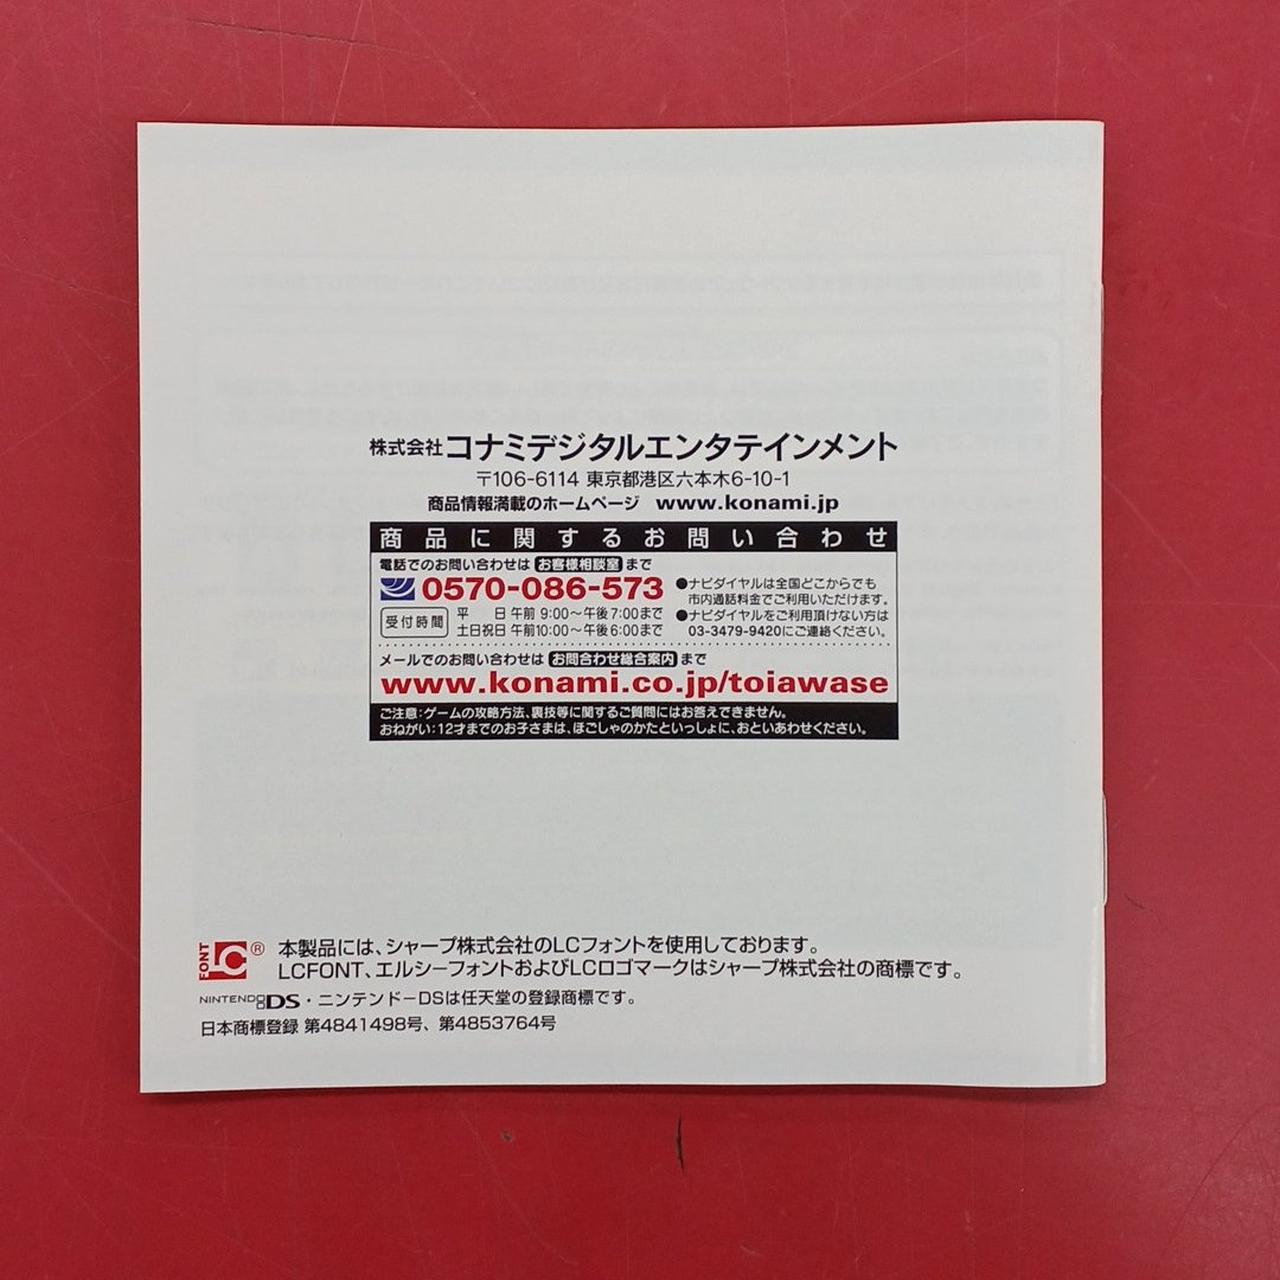 株式会社コナミデジタルエンタテインメント
〒106-6114 東京都港区六本木6-10-1
商品情報満載のホームページ www.konami.jp
商品に関するお問い合わせ
電話でのお問い合わせは お客様相談室 まで
0570-086-573
受付時間
平 日 午前 9:00～午後7:00まで
土日祝日 午前10:00～午後6:00まで
●ナビダイヤルは全国どこからでも
市内通話料金でご利用いただけます。
●ナビダイヤルをご利用頂けない方は
03-3479-9420にご連絡ください。
メールでのお問い合わせは お問合わせ総合案内 まで
www.konami.co.jp/toiawase
ご注意:ゲームの攻略方法、裏技等に関するご質問にはお答えできません。
おねがい:12才までのお子さまは、ほごしゃのかたといっしょに、おといあわせください。
LC FONT ® 本製品には、シャープ株式会社のLCフォントを使用しております。
LCFONT、エルシーフォントおよびLCロゴマークはシャープ株式会社の商標です。
NINTENDO DS・ニンテンドーDSは任天堂の登録商標です。
日本商標登録 第4841498号、第4853764号